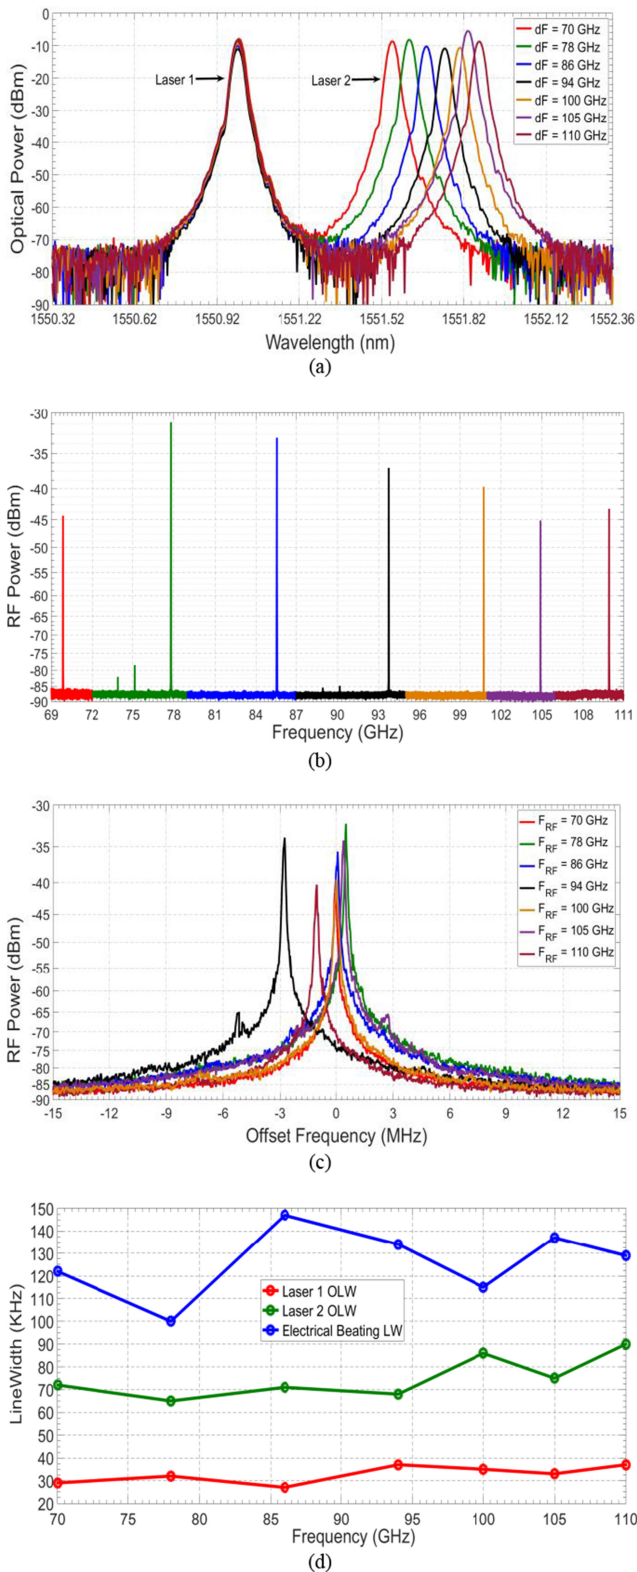 0
-10
-20
-30
-40
-50
-60
-70
-80
-90
Optical Power (dBm)
Laser 1
Laser 2
dF = 70 GHz
dF = 78 GHz
dF = 86 GHz
dF = 94 GHz
dF = 100 GHz
dF = 105 GHz
dF = 110 GHz
1550.32 1550.62 1550.92 1551.22 1551.52 1551.82 1552.12 1552.36
Wavelength (nm)
(a)
-30
-35
-40
-45
-50
-55
-60
-65
-70
-75
-80
-85
-90
RF Power (dBm)
69 72 75 78 81 84 87 90 93 96 99 102 105 108 111
Frequency (GHz)
(b)
-30
-35
-40
-45
-50
-55
-60
-65
-70
-75
-80
-85
-90
RF Power (dBm)
FRF = 70 GHz
FRF = 78 GHz
FRF = 86 GHz
FRF = 94 GHz
FRF = 100 GHz
FRF = 105 GHz
FRF = 110 GHz
-15 -12 -9 -6 -3 0 3 6 9 12 15
Offset Frequency (MHz)
(c)
150
140
130
120
110
100
90
80
70
60
50
40
30
20
LineWidth (KHz)
Laser 1 OLW
Laser 2 OLW
Electrical Beating LW
70 75 80 85 90 95 100 105 110
Frequency (GHz)
(d)